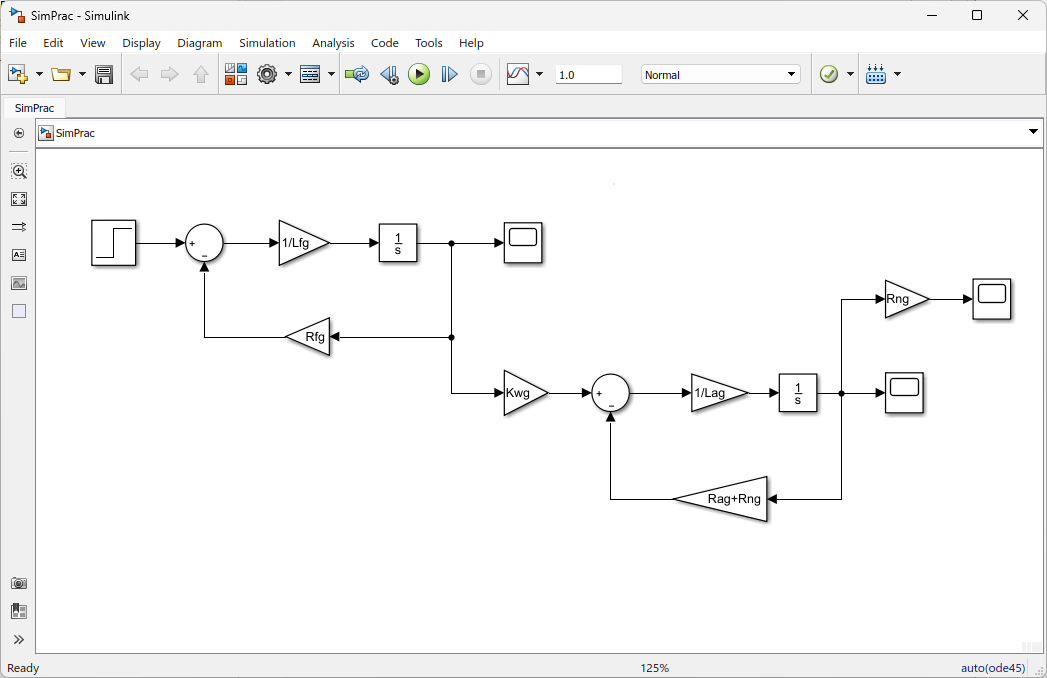 SimPrac - Simulink
File Edit View Display Diagram Simulation Analysis Code Tools Help
1.0 Normal
SimPrac
SimPrac
+
−
1/Lfg
1
s
Rfg
Rng
Kwg
+
−
1/Lag
1
s
Rag+Rng
Ready 125% auto(ode45)